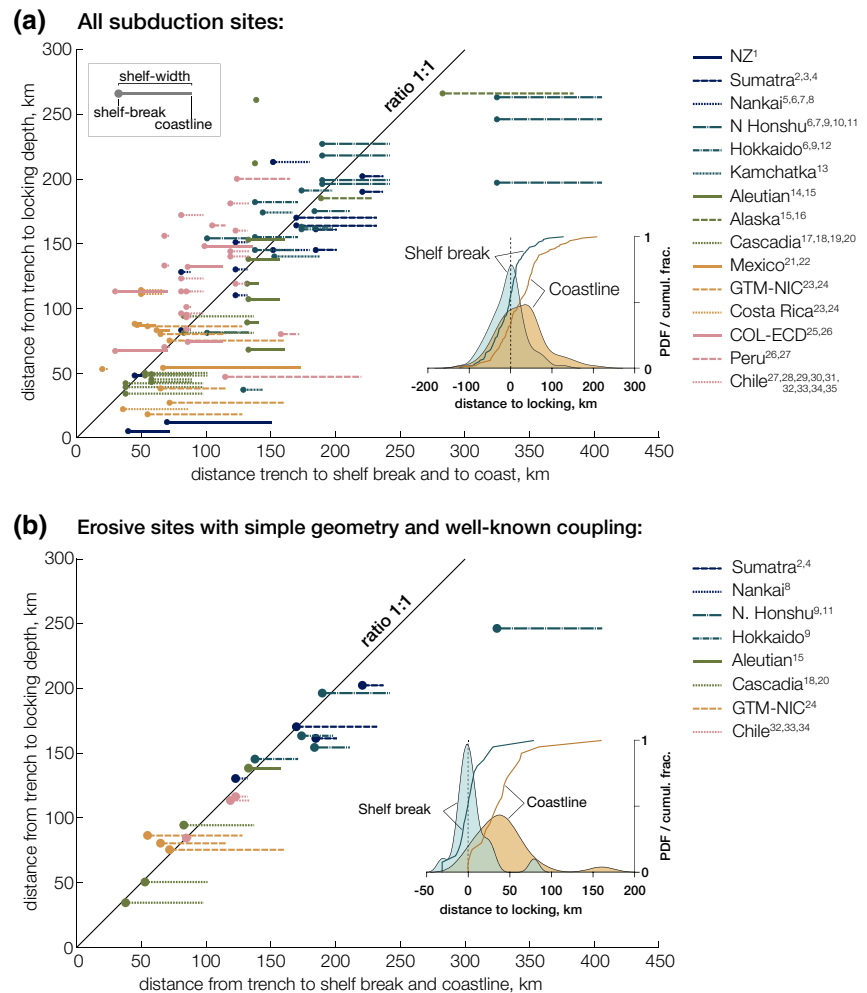 (a) All subduction sites:
300
250
200
150
100
50
0
distance from trench to locking depth, km
shelf-width
shelf-break
coastline
ratio 1:1
Shelf break
Coastline
1
0
PDF / cumul. frac.
-200 -100 0 100 200 300
distance to locking, km
0 50 100 150 200 250 300 350 400 450
distance trench to shelf break and to coast, km
NZ1
Sumatra2,3,4
Nankai5,6,7,8
N Honshu6,7,9,10,11
Hokkaido6,9,12
Kamchatka13
Aleutian14,15
Alaska15,16
Cascadia17,18,19,20
Mexico21,22
GTM-NIC23,24
Costa Rica23,24
COL-ECD25,26
Peru26,27
Chile27,28,29,30,31,
32,33,34,35
(b) Erosive sites with simple geometry and well-known coupling:
300
250
200
150
100
50
0
distance from trench to locking depth, km
ratio 1:1
Shelf break
Coastline
1
0
PDF / cumul. frac.
-50 0 50 100 150 200
distance to locking, km
0 50 100 150 200 250 300 350 400 450
distance from trench to shelf break and coastline, km
Sumatra2,4
Nankai8
N. Honshu9,11
Hokkaido9
Aleutian15
Cascadia18,20
GTM-NIC24
Chile32,33,34